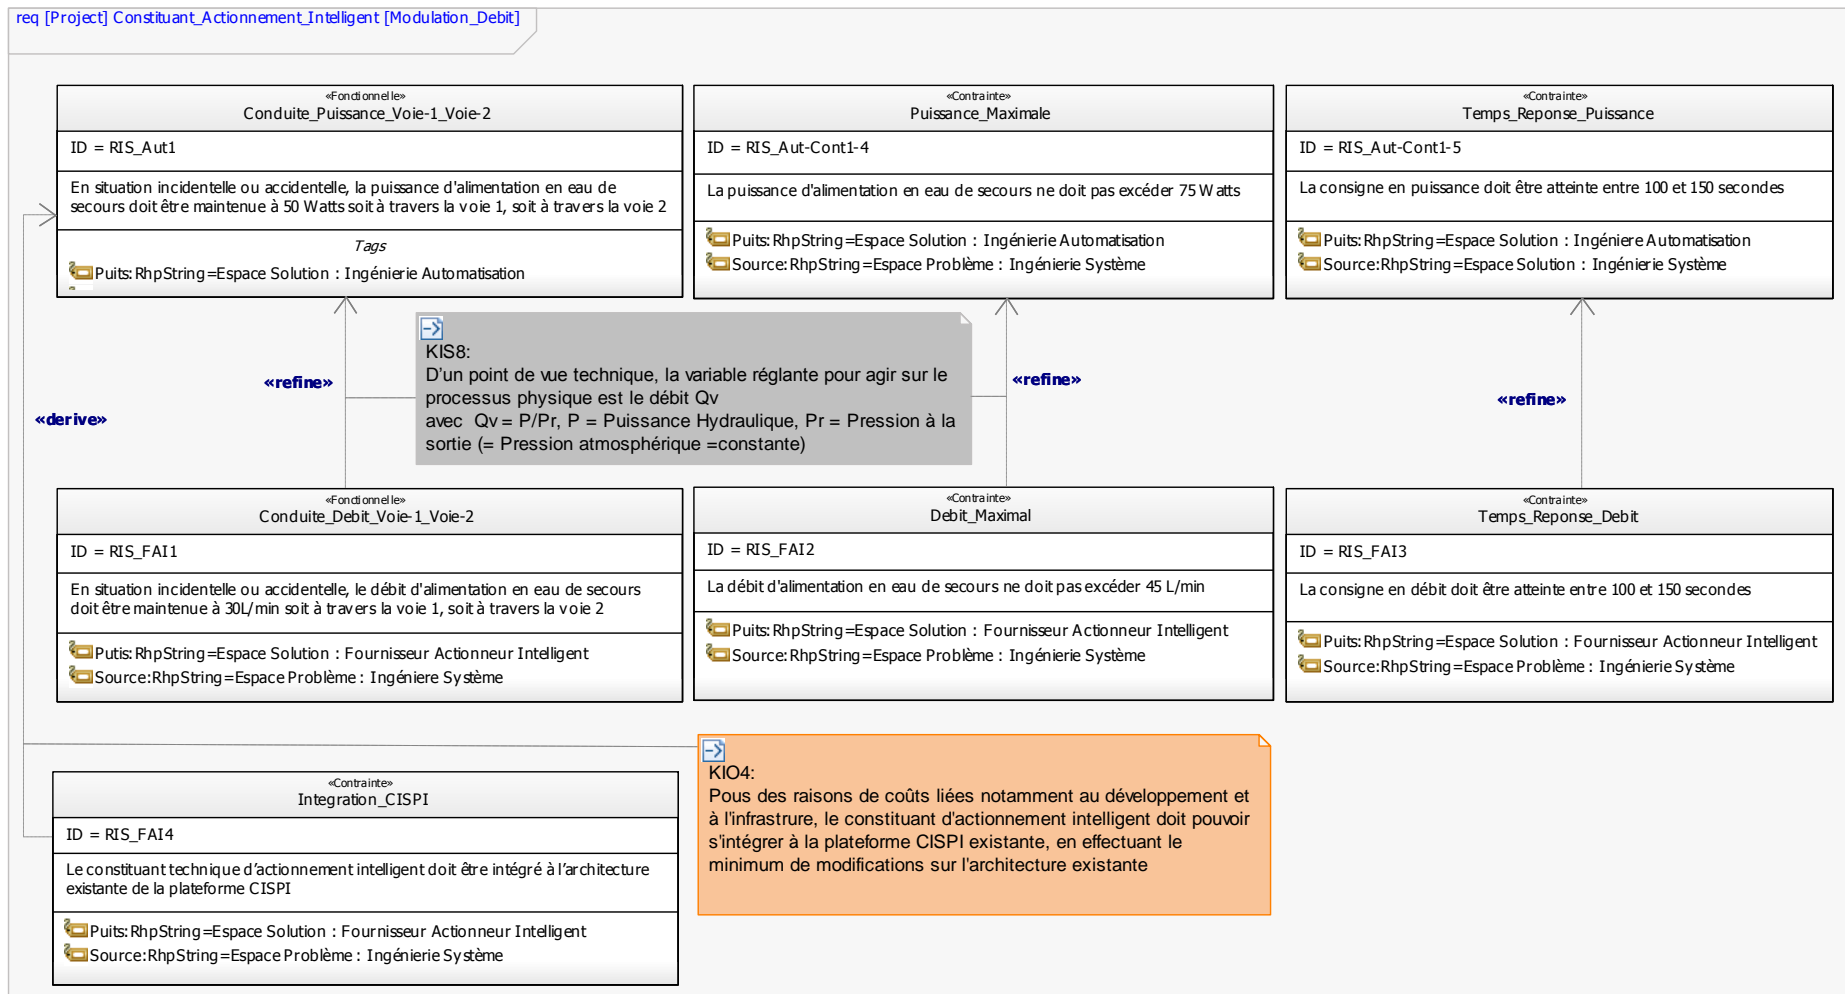 req [Project] Constituant_Actionnement_Intelligent [Modulation_Debit]
«Fonctionnelle»
Conduite_Puissance_Voie-1_Voie-2
ID = RIS_Aut1
En situation incidentelle ou accidentelle, la puissance d'alimentation en eau de
secours doit être maintenue à 50 Watts soit à travers la voie 1, soit à travers la voie 2
Tags
Puits:RhpString=Espace Solution : Ingénierie Automatisation
«Contrainte»
Puissance_Maximale
ID = RIS_Aut-Cont1-4
La puissance d'alimentation en eau de secours ne doit pas excéder 75 Watts
Puits:RhpString=Espace Solution : Ingénierie Automatisation
Source:RhpString=Espace Problème : Ingénierie Système
«Contrainte»
Temps_Reponse_Puissance
ID = RIS_Aut-Cont1-5
La consigne en puissance doit être atteinte entre 100 et 150 secondes
Puits:RhpString=Espace Solution : Ingéniere Automatisation
Source:RhpString=Espace Solution : Ingénierie Système
KIS8:
D'un point de vue technique, la variable réglante pour agir sur le
processus physique est le débit Qv
avec Qv = P/Pr, P = Puissance Hydraulique, Pr = Pression à la
sortie (= Pression atmosphérique =constante)
«refine»
«refine»
«refine»
«derive»
«Fonctionnelle»
Conduite_Debit_Voie-1_Voie-2
ID = RIS_FAI1
En situation incidentelle ou accidentelle, le débit d'alimentation en eau de secours
doit être maintenue à 30L/min soit à travers la voie 1, soit à travers la voie 2
Putis:RhpString=Espace Solution : Fournisseur Actionneur Intelligent
Source:RhpString=Espace Problème : Ingéniere Système
«Contrainte»
Debit_Maximal
ID = RIS_FAI2
La débit d'alimentation en eau de secours ne doit pas excéder 45 L/min
Puits:RhpString=Espace Solution : Fournisseur Actionneur Intelligent
Source:RhpString=Espace Problème : Ingénierie Système
«Contrainte»
Temps_Reponse_Debit
ID = RIS_FAI3
La consigne en débit doit être atteinte entre 100 et 150 secondes
Puits:RhpString=Espace Solution : Fournisseur Actionneur Intelligent
Source:RhpString=Espace Problème : Ingénierie Système
«Contrainte»
Integration_CISPI
ID = RIS_FAI4
Le constituant technique d'actionnement intelligent doit être intégré à l'architecture
existante de la plateforme CISPI
Puits:RhpString=Espace Solution : Fournisseur Actionneur Intelligent
Source:RhpString=Espace Problème : Ingénierie Système
KIO4:
Pous des raisons de coûts liées notamment au développement et
à l'infrastrure, le constituant d'actionnement intelligent doit pouvoir
s'intégrer à la plateforme CISPI existante, en effectuant le
minimum de modifications sur l'architecture existante